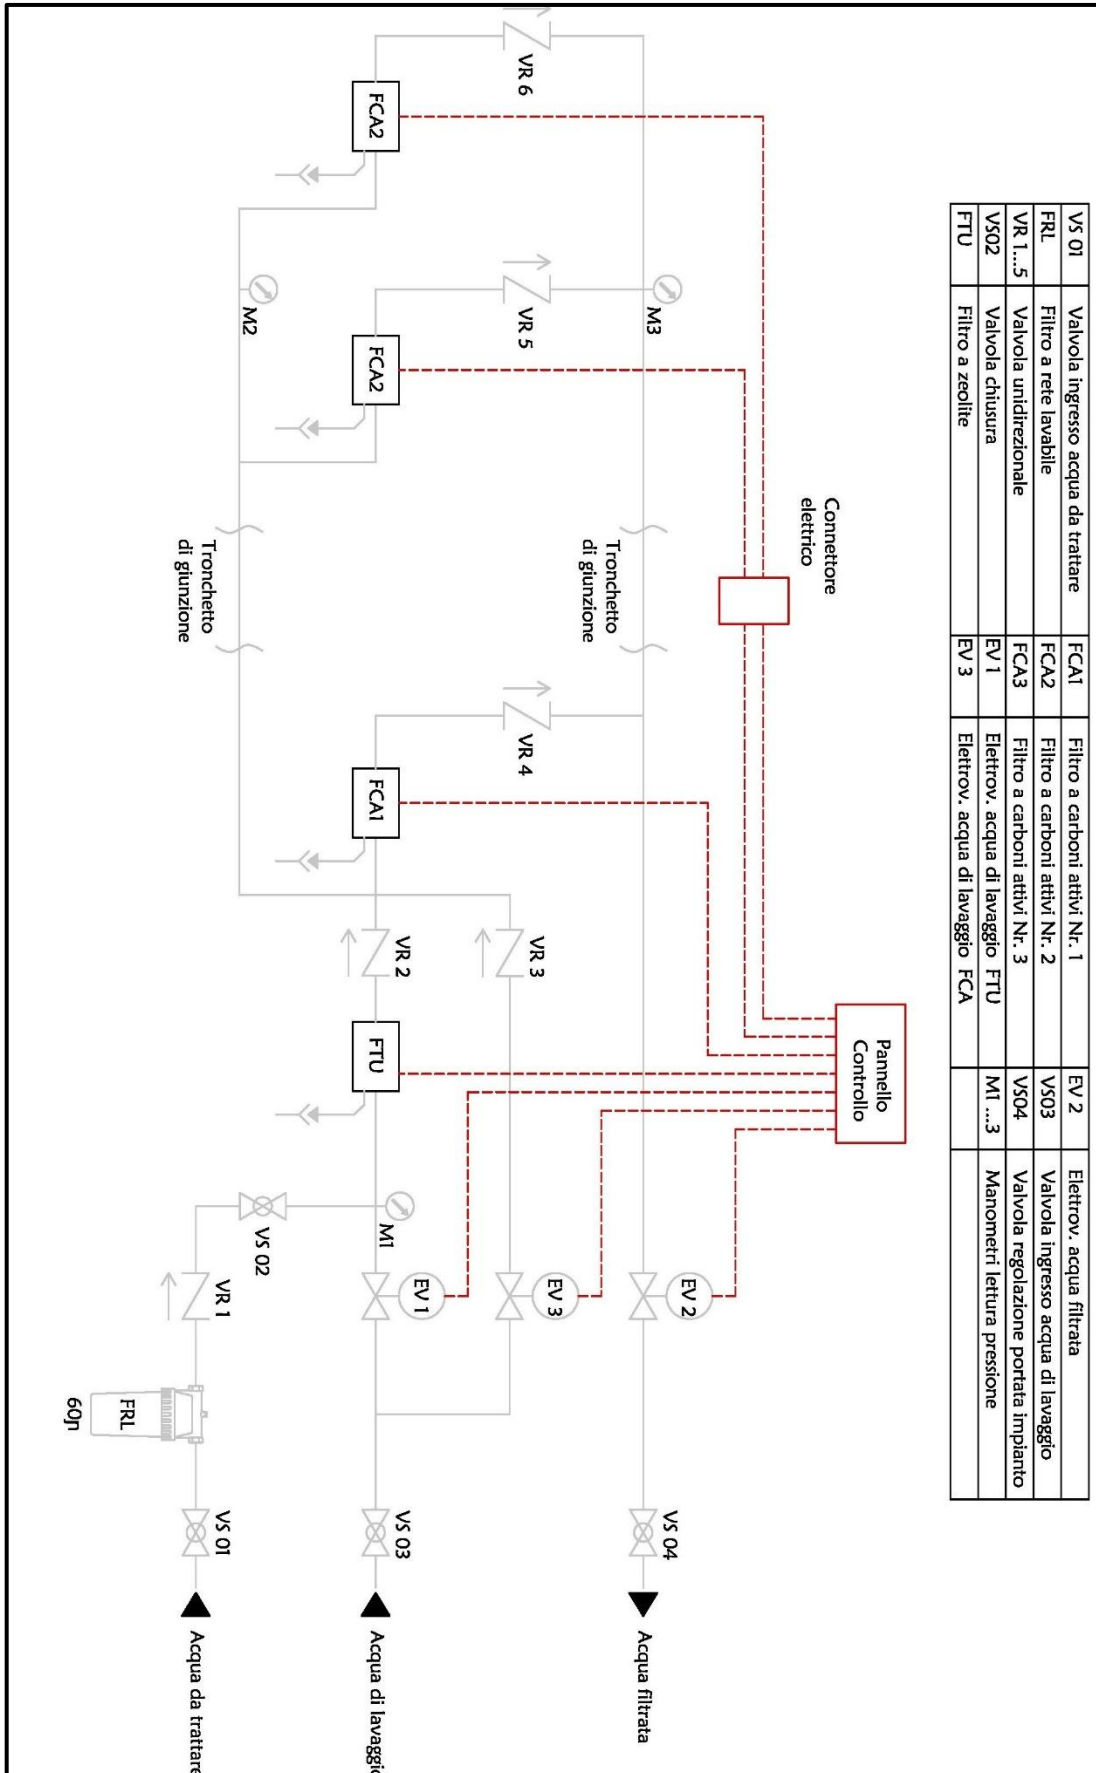 VS 01 Valvola ingresso acqua da trattare FCA1 Filtro a carboni attivi Nr. 1 EV 2 Elettrov. acqua filtrata
FRL Filtro a rete lavabile FCA2 Filtro a carboni attivi Nr. 2 VS03 Valvola ingresso acqua di lavaggio
VR 1...5 Valvola unidirezionale FCA3 Filtro a carboni attivi Nr. 3 VS04 Valvola regolazione portata impianto
VS02 Valvola chiusura EV 1 Elettrov. acqua di lavaggio FTU M1 ...3 Manometri lettura pressione
FTU Filtro a zeolite EV 3 Elettrov. acqua di lavaggio FCA
Pannello
Controllo
Connettore
elettrico
M3
Tronchetto
di giunzione
EV 2
VS 04
Acqua filtrata
VR 6
VR 5
VR 4
VR 3
EV 3
FCA2
FCA2
FCA1
VR 2
FTU
M1
EV 1
VS 03
Acqua di lavaggio
M2
Tronchetto
di giunzione
VS 02
VR 1
FRL
60µ
VS 01
Acqua da trattare